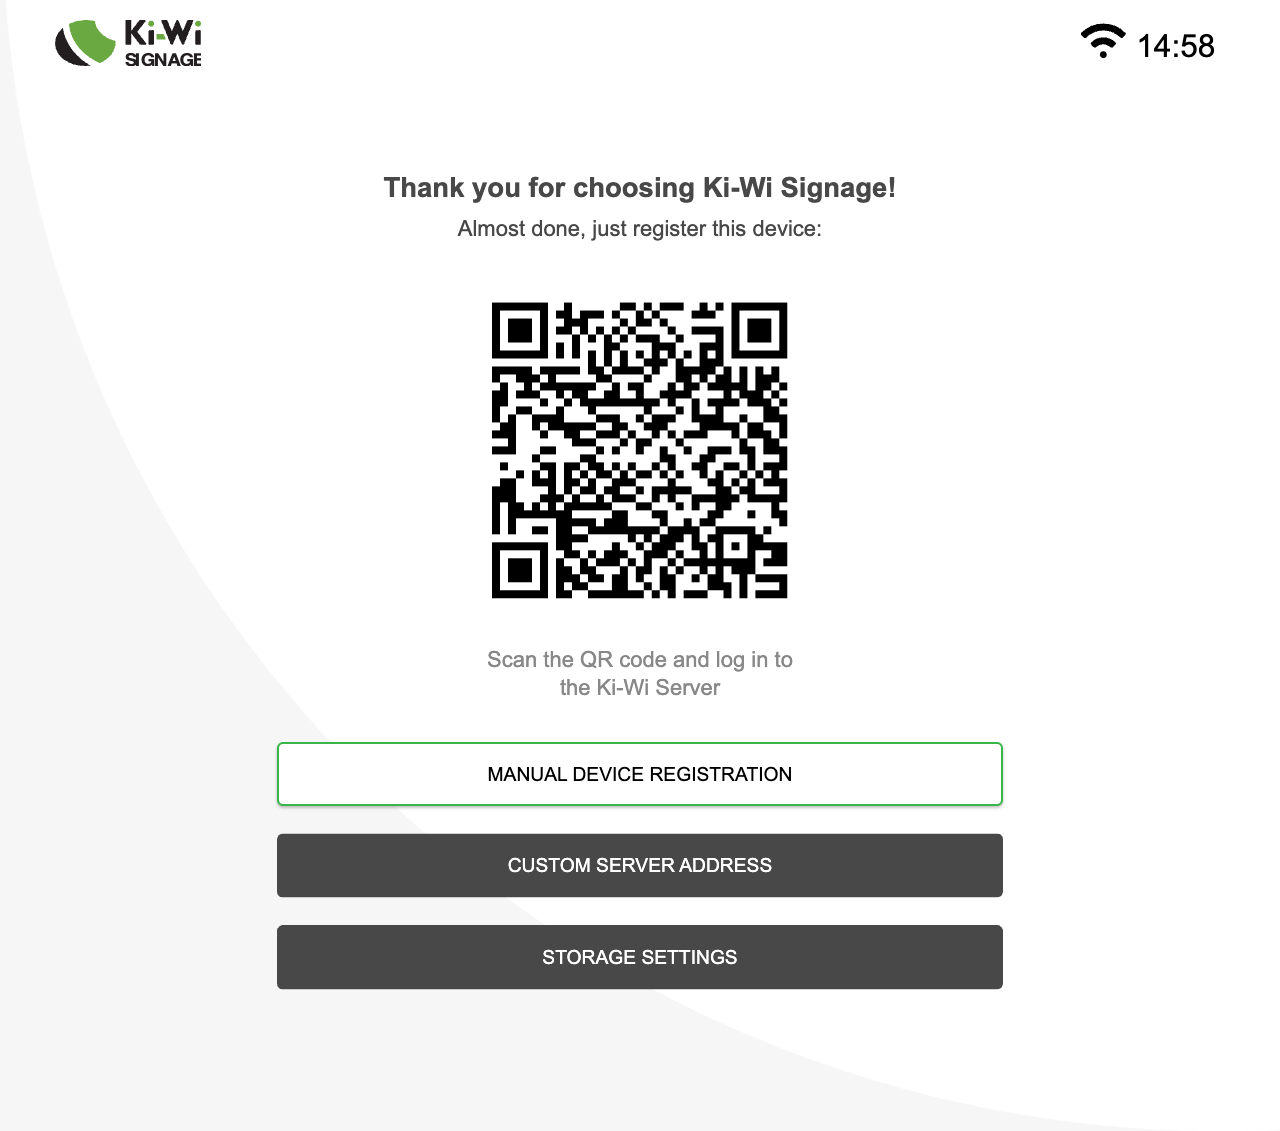 Ki-Wi
SIGNAGE
14:58
Thank you for choosing Ki-Wi Signage!
Almost done, just register this device:
Scan the QR code and log in to
the Ki-Wi Server
MANUAL DEVICE REGISTRATION
CUSTOM SERVER ADDRESS
STORAGE SETTINGS